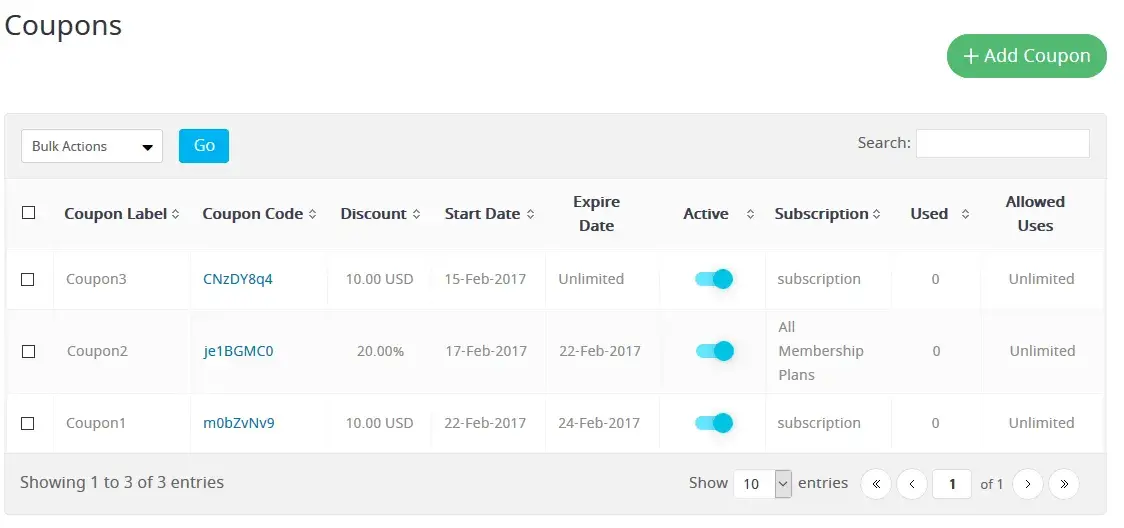 Coupons
+ Add Coupon
Bulk Actions Go Search:
Coupon Label Coupon Code Discount Start Date Expire Date Active Subscription Used Allowed Uses
Coupon3 CNzDY8q4 10.00 USD 15-Feb-2017 Unlimited subscription 0 Unlimited
Coupon2 je1BGMC0 20.00% 17-Feb-2017 22-Feb-2017 All Membership Plans 0 Unlimited
Coupon1 m0bZvNv9 10.00 USD 22-Feb-2017 24-Feb-2017 subscription 0 Unlimited
Showing 1 to 3 of 3 entries Show 10 entries « ‹ 1 of 1 › »